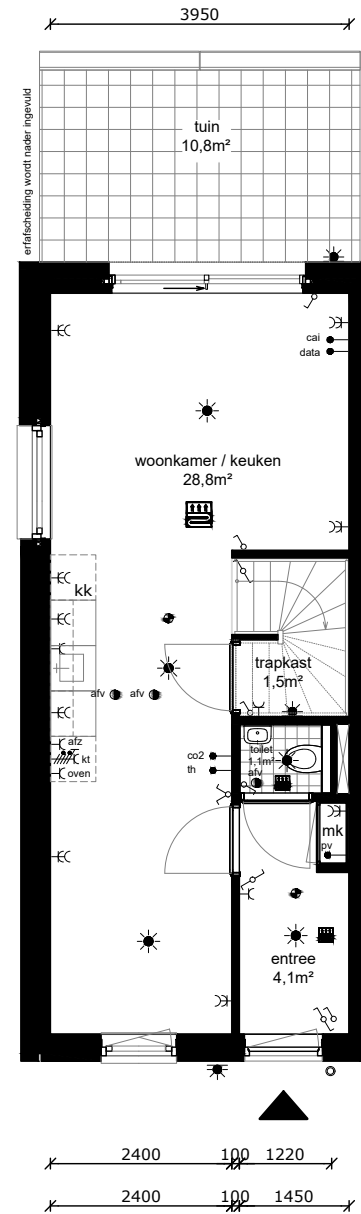 3950
erfafscheiding wordt nader ingevuld
tuin
10,8m²
cai
data
woonkamer / keuken
28,8m²
kk
trapkast
1,5m²
afv
afv
afz
kt
oven
co2
th
toilet
1,1m²
afv
mk
pv
entree
4,1m²
2400
100
1220
2400
100
1450